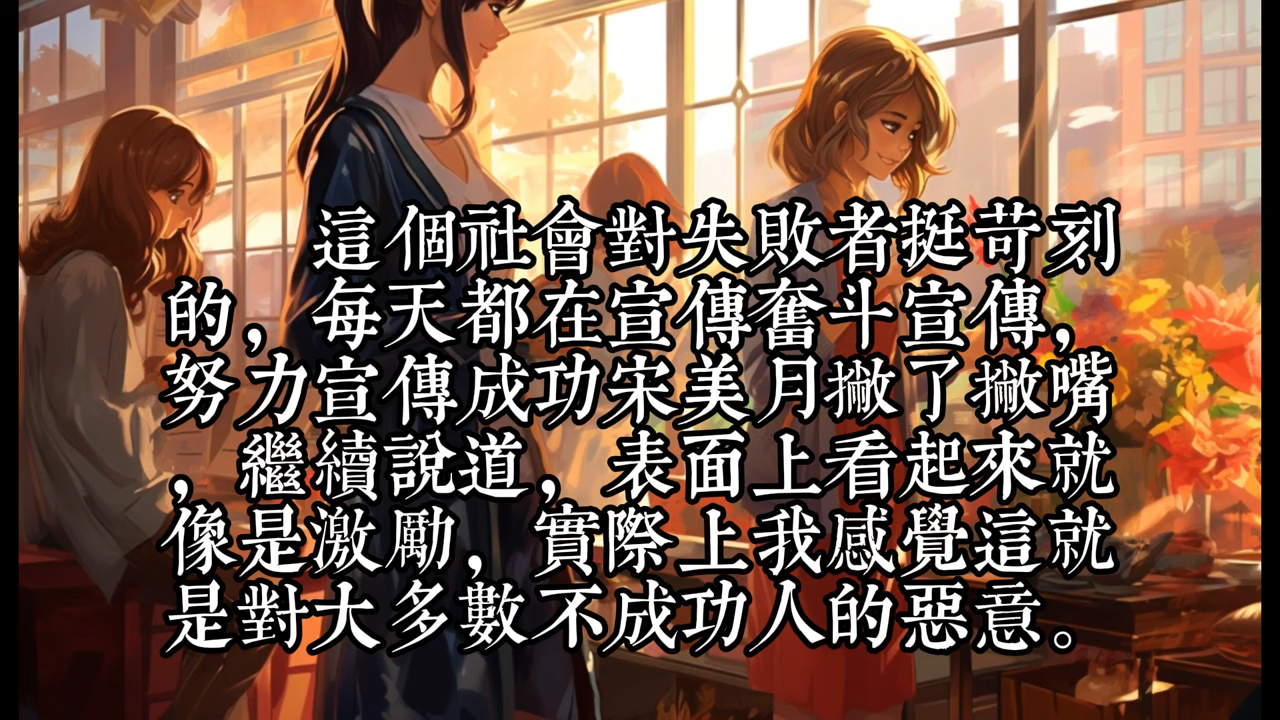 這個社會對失敗者挺苛刻
的，每天都在宣傳奮斗宣傳，
努力宣傳成功宋美月撇了撇嘴
，繼續說道，表面上看起來就
像是激勵，實際上我感覺這就
是對大多數不成功人的惡意。